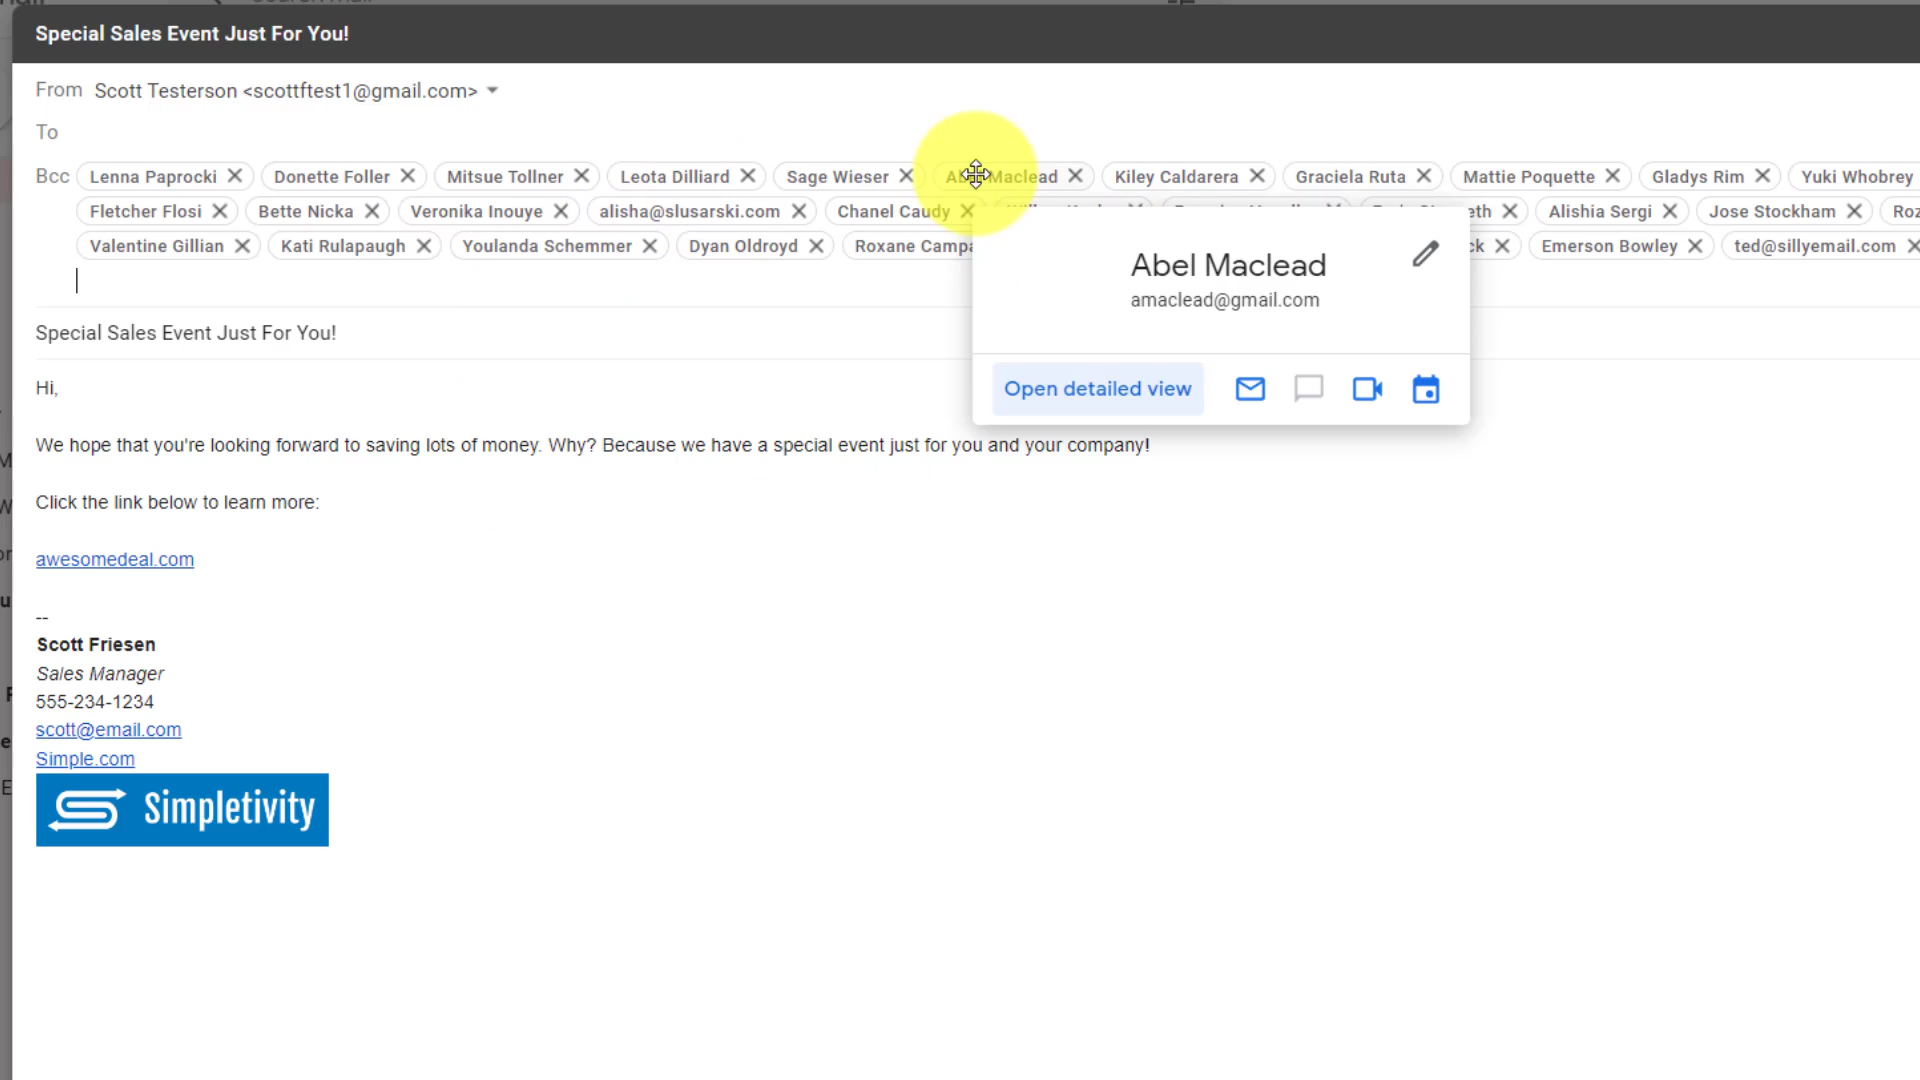 Special Sales Event Just For You!
From Scott Testerson <scottftest1@gmail.com>
To
Bcc Lenna Paprocki Donette Foller Mitsue Tollner Leota Dilliard Sage Wieser Maclead Kiley Caldarera Graciela Ruta Mattie Poquette Gladys Rim Yuki Whobrey
Fletcher Flosi Bette Nicka Veronika Inouye alisha@slusarski.com Chanel Caudy Alishia Sergi Jose Stockham
Valentine Gillian Kati Rulapaugh Youlanda Schemmer Dyan Oldroyd Roxane Campa Emerson Bowley ted@sillyemail.com
Abel Maclead
amaclead@gmail.com
Open detailed view
Special Sales Event Just For You!
Hi,
We hope that you're looking forward to saving lots of money. Why? Because we have a special event just for you and your company!
Click the link below to learn more:
awesomedeal.com
--
Scott Friesen
Sales Manager
555-234-1234
scott@email.com
Simple.com
Simpletivity